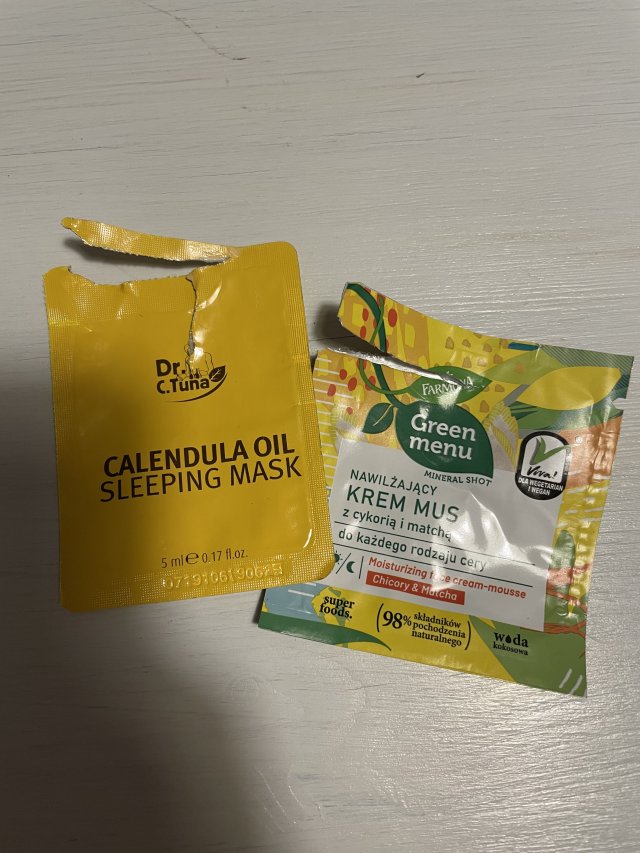 Dr.
C.Tuna
CALENDULA OIL
SLEEPING MASK
5 ml e 0.17 fl.oz.
FARMONA
Green
menu
MINERAL SHOT
NAWILŻAJĄCY
KREM MUS
z cykorią i matchą
do każdego rodzaju cery
Moisturizing face cream-mousse
Chicory & Matcha
Viva!
DLA WEGETARIAN
I WEGAN
super
foods.
98% składników
pochodzenia
naturalnego
woda
kokosowa